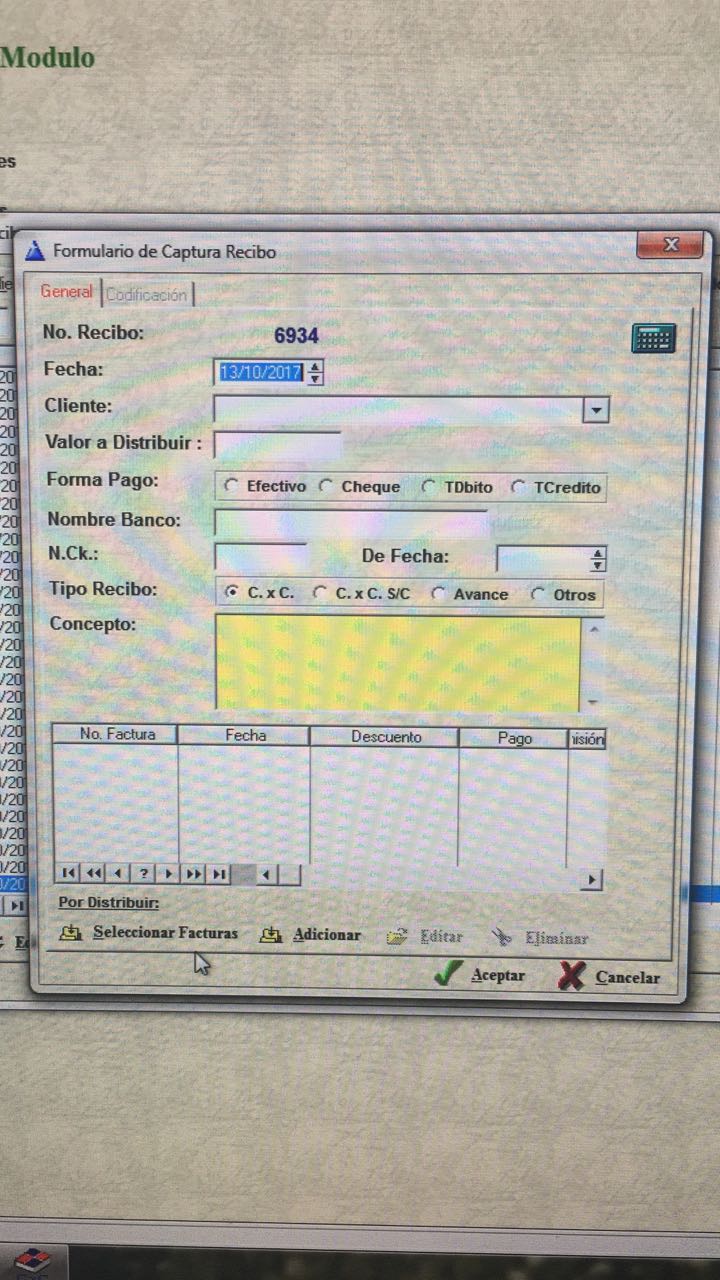 Modulo
es
Formulario de Captura Recibo
General Codificación
No. Recibo: 6934
Fecha: 13/10/2017
Cliente:
Valor a Distribuir :
Forma Pago: Efectivo Cheque TDbito TCredito
Nombre Banco:
N.Ck.: De Fecha:
Tipo Recibo: C. x C. C. x C. S/C Avance Otros
Concepto:
No. Factura Fecha Descuento Pago isión
?
Por Distribuir:
Seleccionar Facturas Adicionar Editar Eliminar
Aceptar Cancelar